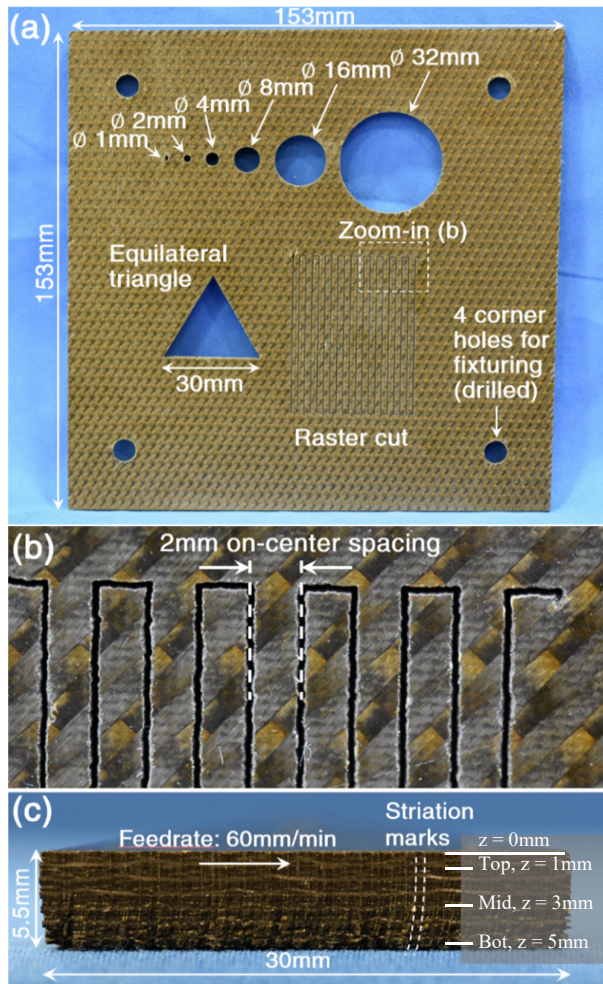 (a)
153mm
Ø 1mm
Ø 2mm
Ø 4mm
Ø 8mm
Ø 16mm
Ø 32mm
153mm
Zoom-in (b)
Equilateral
triangle
30mm
Raster cut
4 corner
holes for
fixturing
(drilled)
(b)
2mm on-center spacing
(c)
Feedrate: 60mm/min
Striation
marks
z = 0mm
Top, z = 1mm
Mid, z = 3mm
Bot, z = 5mm
5.5mm
30mm